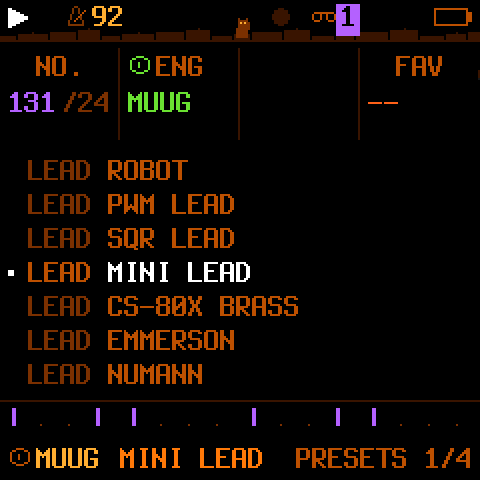 92 1
NO. ENG FAV
131 /24 MUUG --
LEAD ROBOT
LEAD PWM LEAD
LEAD SQR LEAD
LEAD MINI LEAD
LEAD CS-80X BRASS
LEAD EMMERSON
LEAD NUMANN
MUUG MINI LEAD PRESETS 1/4